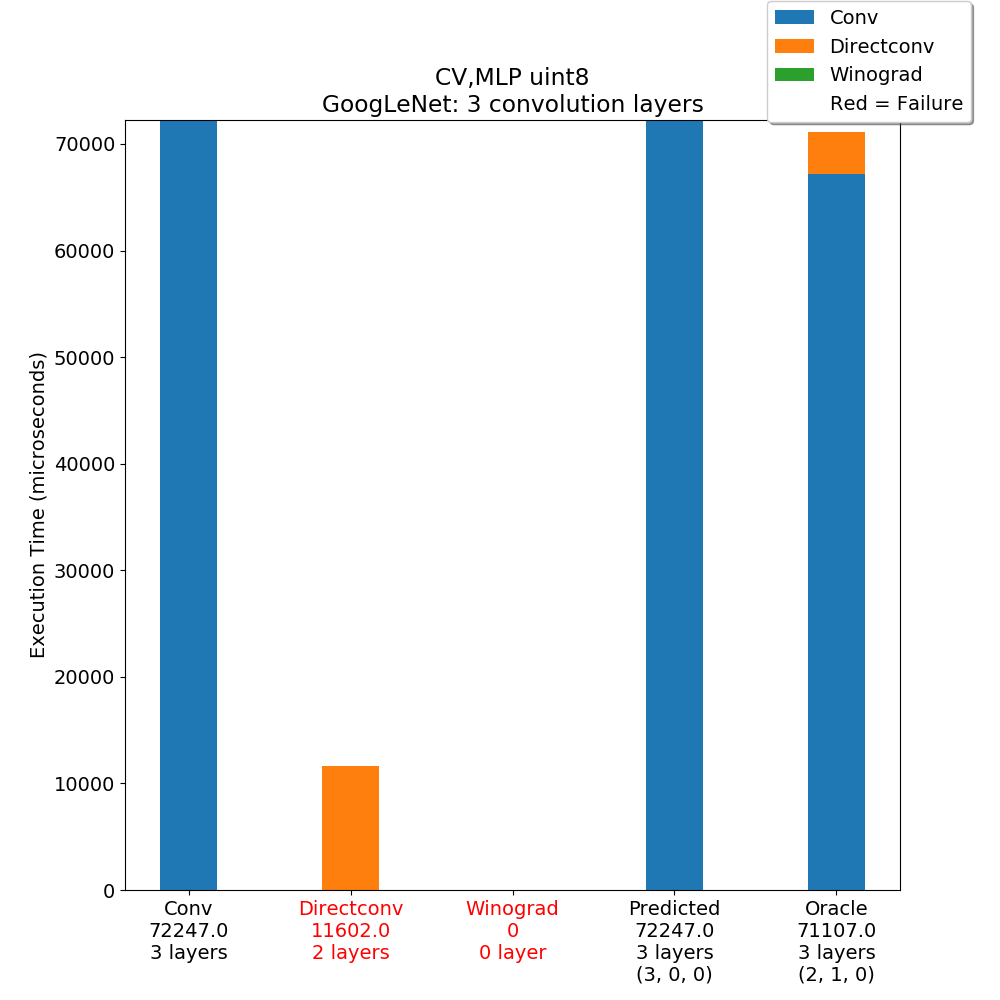 Conv
Directconv
Winograd
Red = Failure
CV,MLP uint8
GoogLeNet: 3 convolution layers
Execution Time (microseconds)
70000
60000
50000
40000
30000
20000
10000
0
Conv
72247.0
3 layers
Directconv
11602.0
2 layers
Winograd
0
0 layer
Predicted
72247.0
3 layers
(3, 0, 0)
Oracle
71107.0
3 layers
(2, 1, 0)